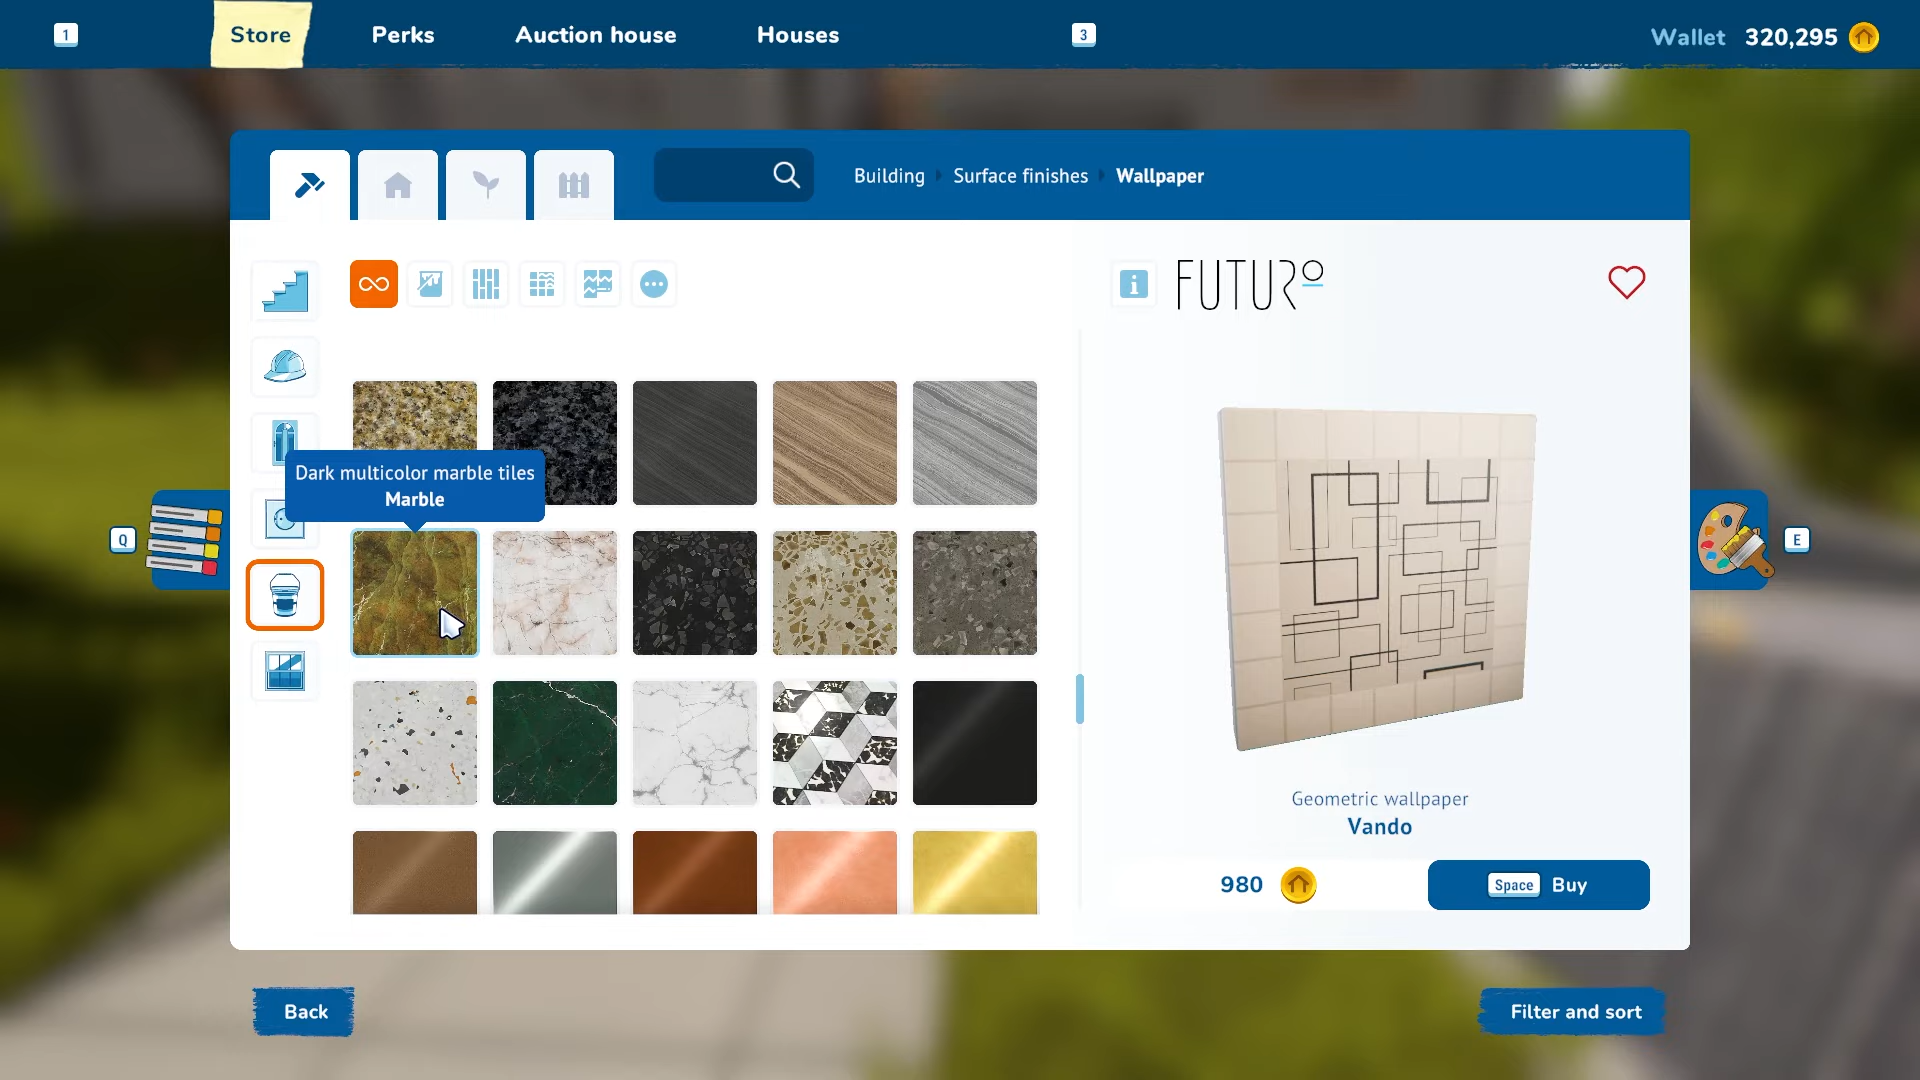 1
Store
Perks
Auction house
Houses
3
Wallet 320,295
Building
Surface finishes
Wallpaper
i
FUTURO
Dark multicolor marble tiles
Marble
Q
E
Geometric wallpaper
Vando
980
Space Buy
Back
Filter and sort